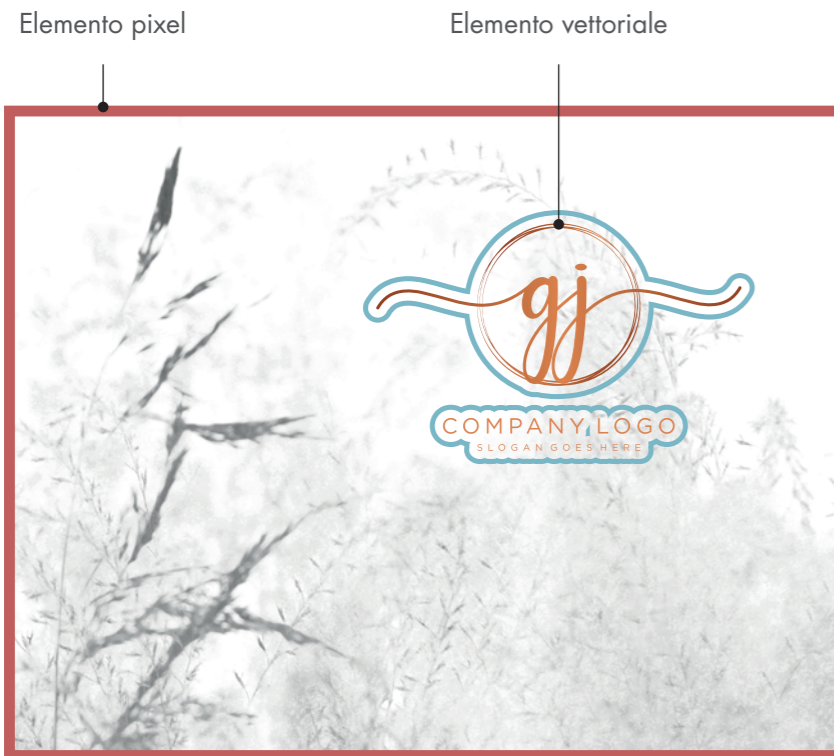 Elemento pixel
Elemento vettoriale
gj
COMPANY LOGO
SLOGAN GOES HERE